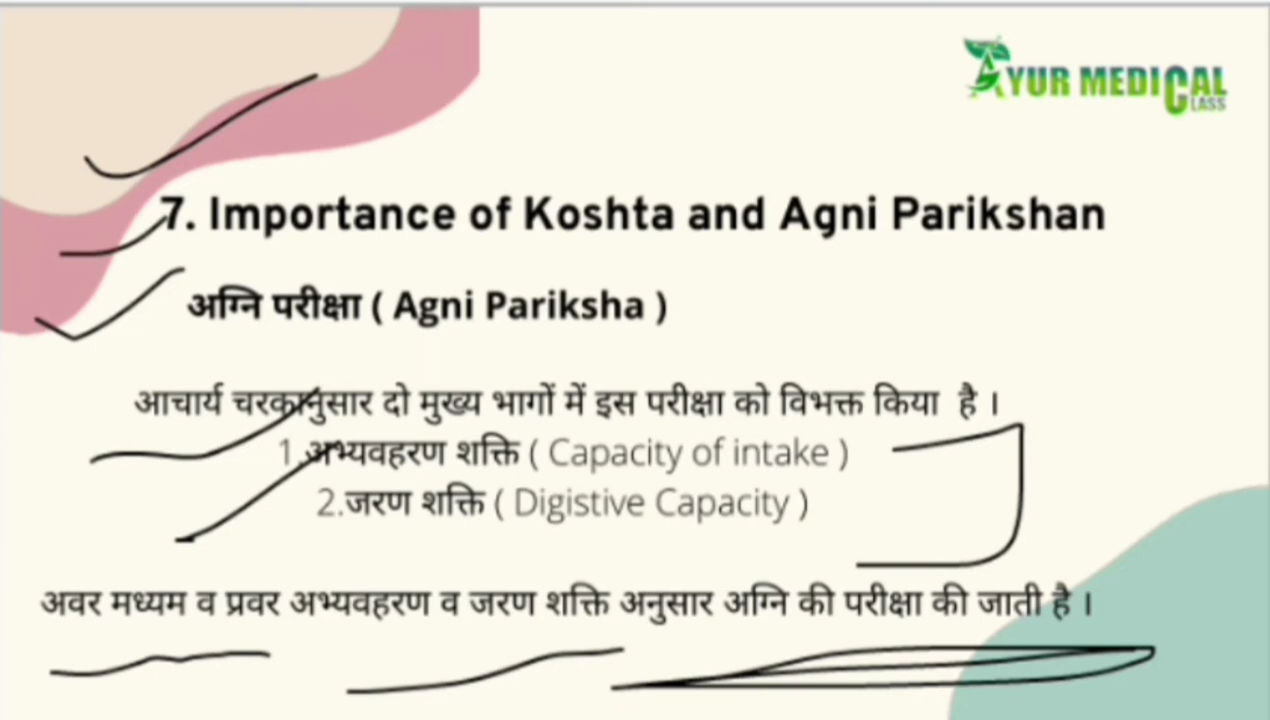 AYUR MEDICAL
CLASS
7. Importance of Koshta and Agni Parikshan
अग्नि परीक्षा ( Agni Pariksha )
आचार्य चरकानुसार दो मुख्य भागों में इस परीक्षा को विभक्त किया है ।
1.अभ्यवहरण शक्ति ( Capacity of intake )
2.जरण शक्ति ( Digistive Capacity )
अवर मध्यम व प्रवर अभ्यवहरण व जरण शक्ति अनुसार अग्नि की परीक्षा की जाती है ।